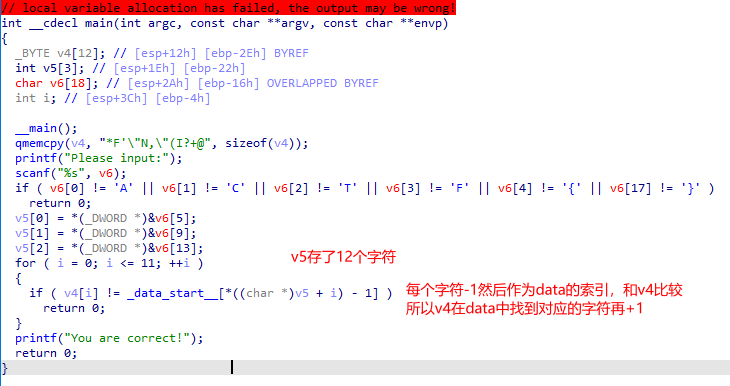 // local variable allocation has failed, the output may be wrong!
int __cdecl main(int argc, const char **argv, const char **envp)
{
  _BYTE v4[12]; // [esp+12h] [ebp-2Eh] BYREF
  int v5[3]; // [esp+1Eh] [ebp-22h]
  char v6[18]; // [esp+2Ah] [ebp-16h] OVERLAPPED BYREF
  int i; // [esp+3Ch] [ebp-4h]

  __main();
  qmemcpy(v4, "*F'\"N,\"(I?+@", sizeof(v4));
  printf("Please input:");
  scanf("%s", v6);
  if ( v6[0] != 'A' || v6[1] != 'C' || v6[2] != 'T' || v6[3] != 'F' || v6[4] != '{' || v6[17] != '}' )
    return 0;
  v5[0] = *(_DWORD *)&v6[5];
  v5[1] = *(_DWORD *)&v6[9];
  v5[2] = *(_DWORD *)&v6[13];
v5存了12个字符
  for ( i = 0; i <= 11; ++i )
  {
    if ( v4[i] != _data_start__[*((char *)v5 + i) - 1] )
每个字符-1然后作为data的索引，和v4比较
      return 0;
所以v4在data中找到对应的字符再+1
  }
  printf("You are correct!");
  return 0;
}